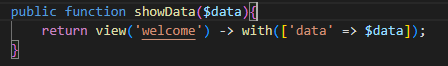 public function showData($data){
    return view('welcome') -> with(['data' => $data]);
}